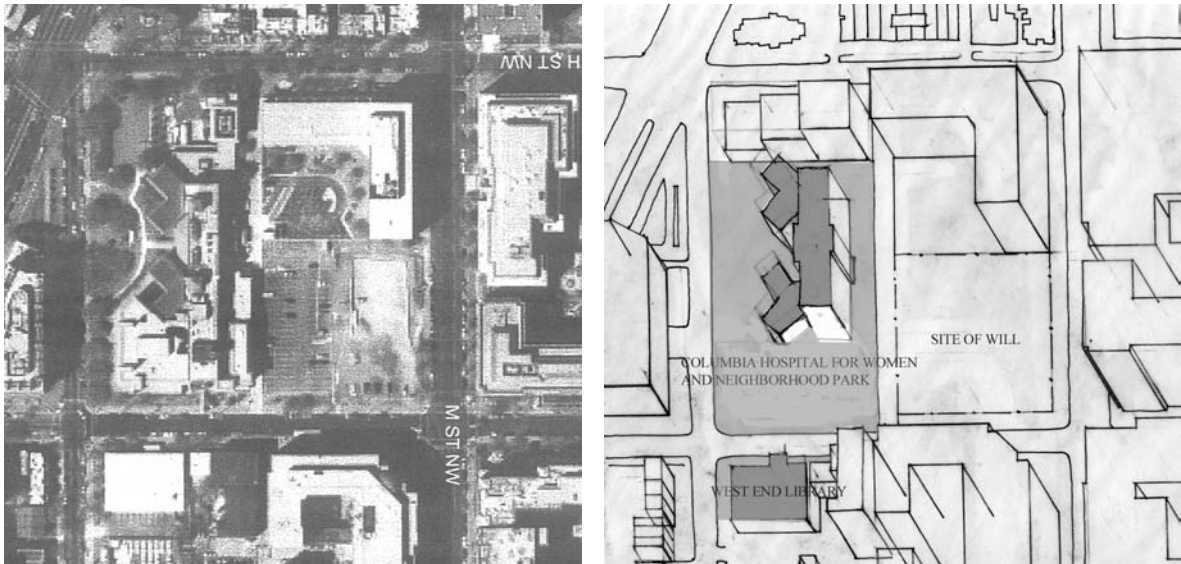 H ST NW
M ST NW
SITE OF WILL
COLUMBIA HOSPITAL FOR WOMEN
AND NEIGHBORHOOD PARK
WEST END LIBRARY